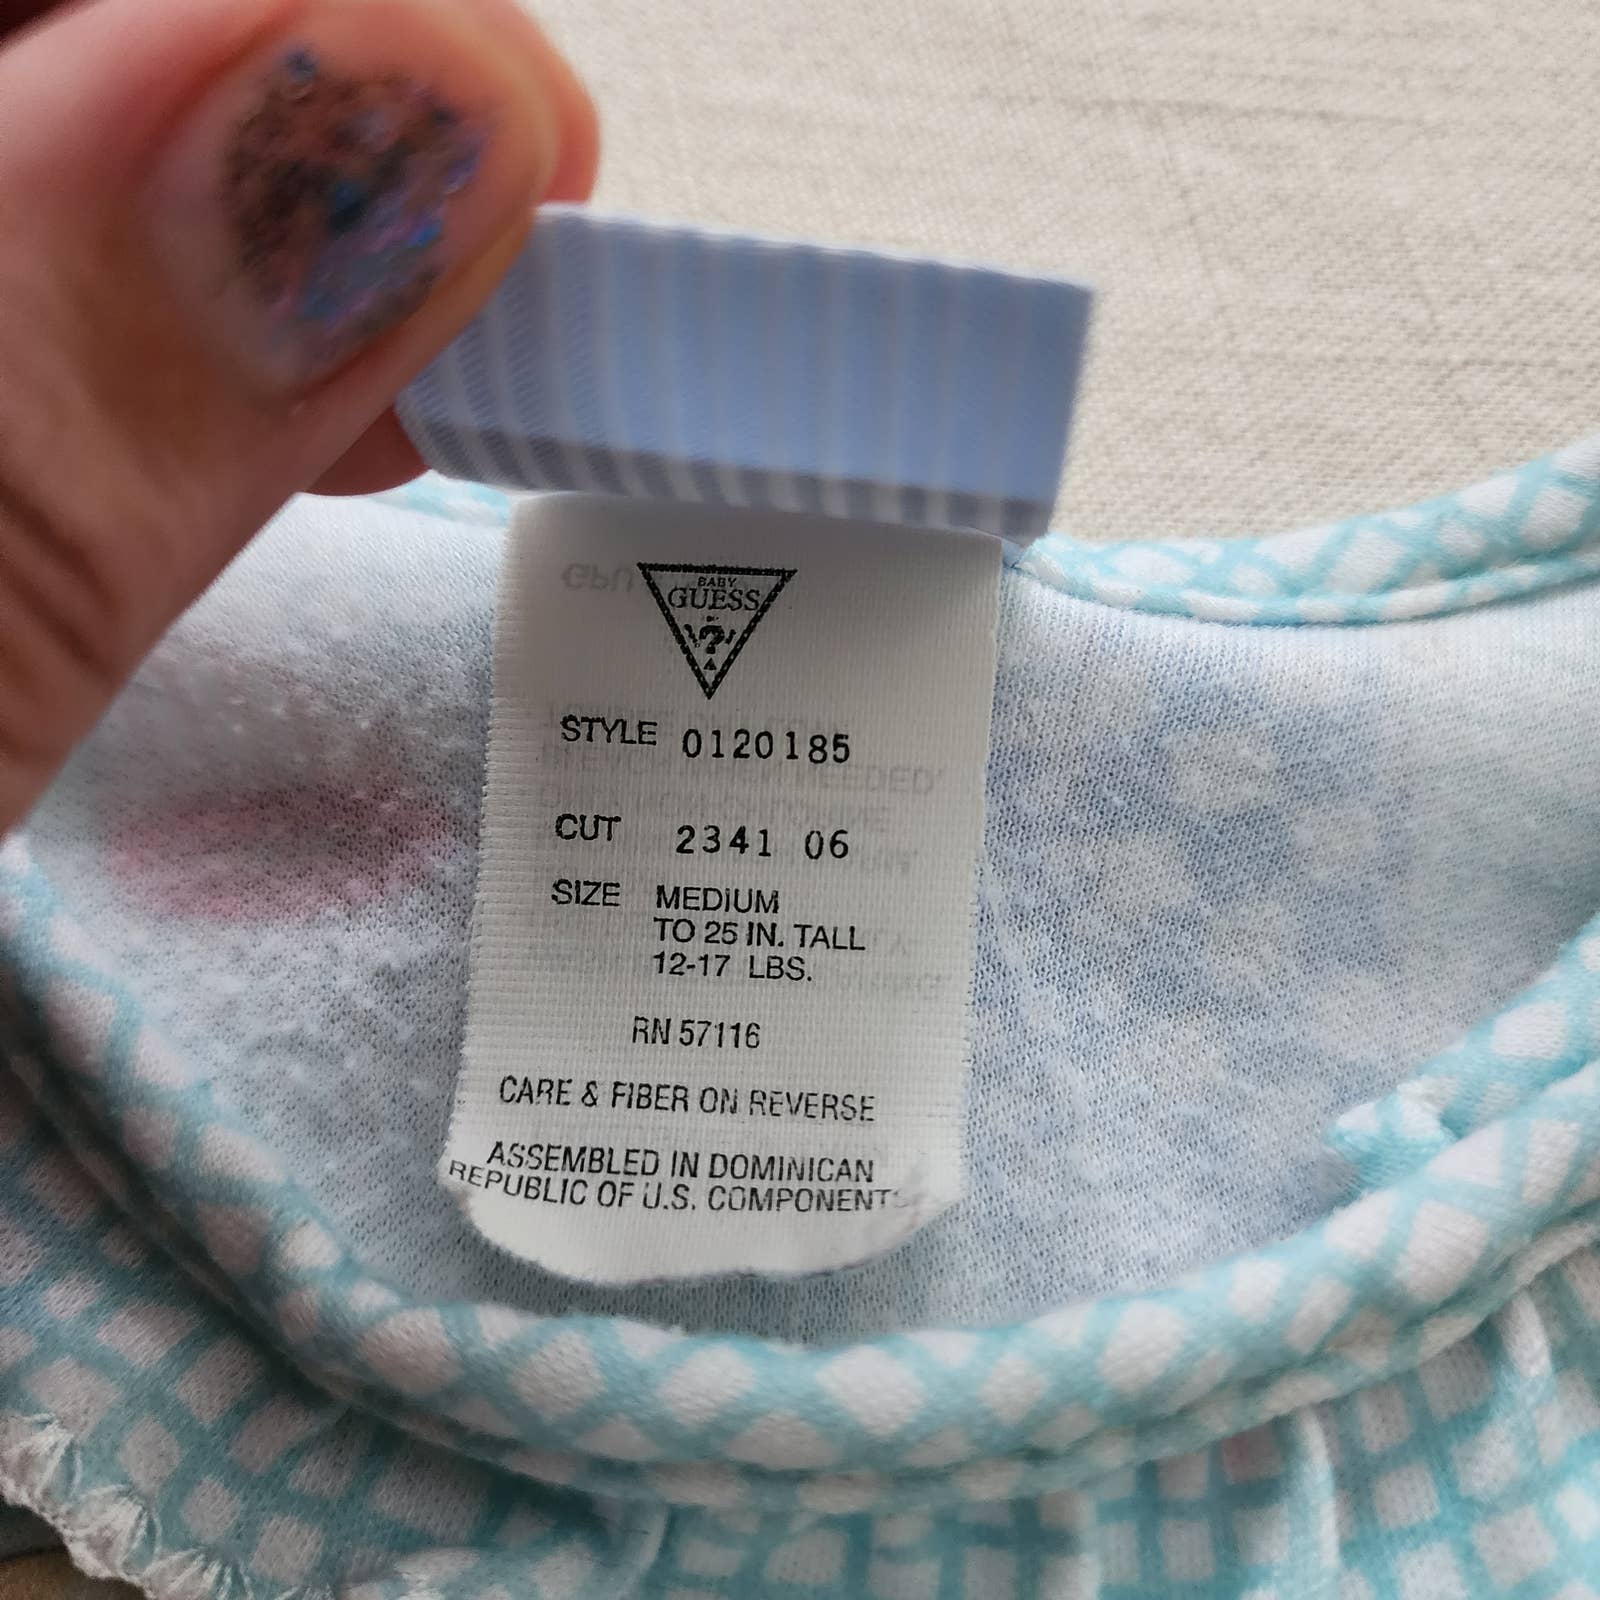 BABY
GUESS
?
STYLE 0120185
CUT 2341 06
SIZE MEDIUM
TO 25 IN. TALL
12-17 LBS.
RN 57116
CARE & FIBER ON REVERSE
ASSEMBLED IN DOMINICAN
REPUBLIC OF U.S. COMPONENTS